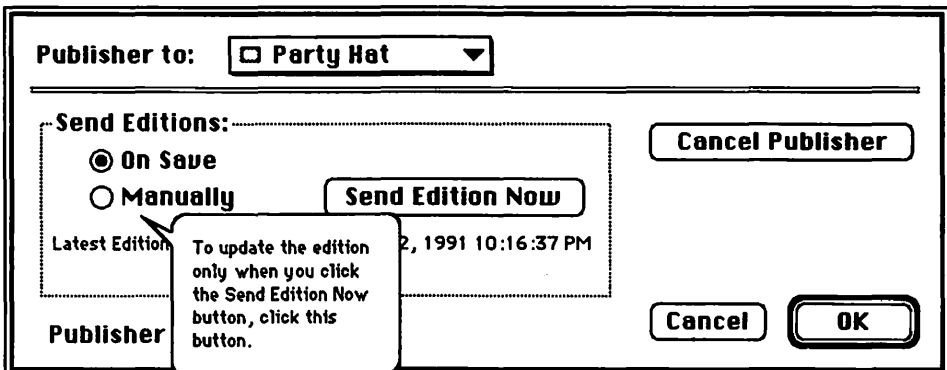 Publisher to: Party Hat
Send Editions:
Cancel Publisher
On Save
Manually
Send Edition Now
Latest Edition 2, 1991 10:16:37 PM
To update the edition
only when you click
the Send Edition Now
button, click this
button.
Publisher
Cancel
OK